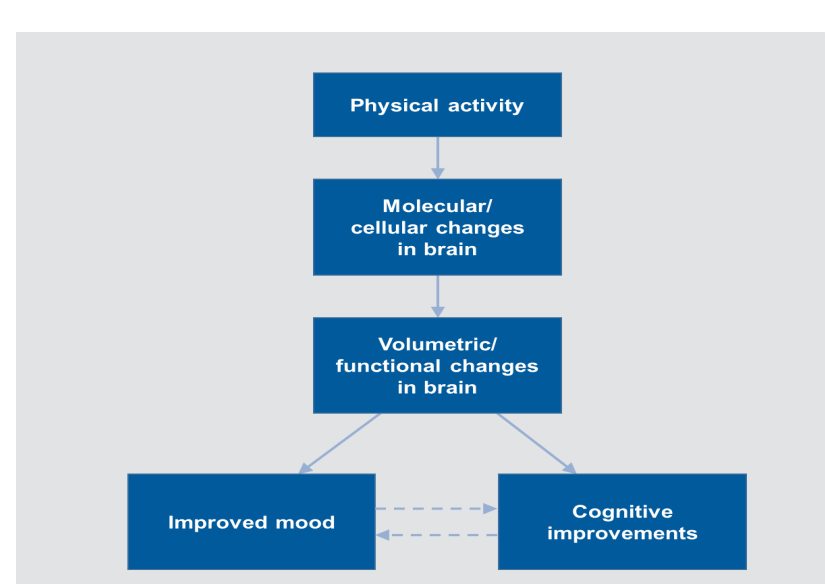 Physical activity
Molecular/
cellular changes
in brain
Volumetric/
functional changes
in brain
Improved mood
Cognitive
improvements